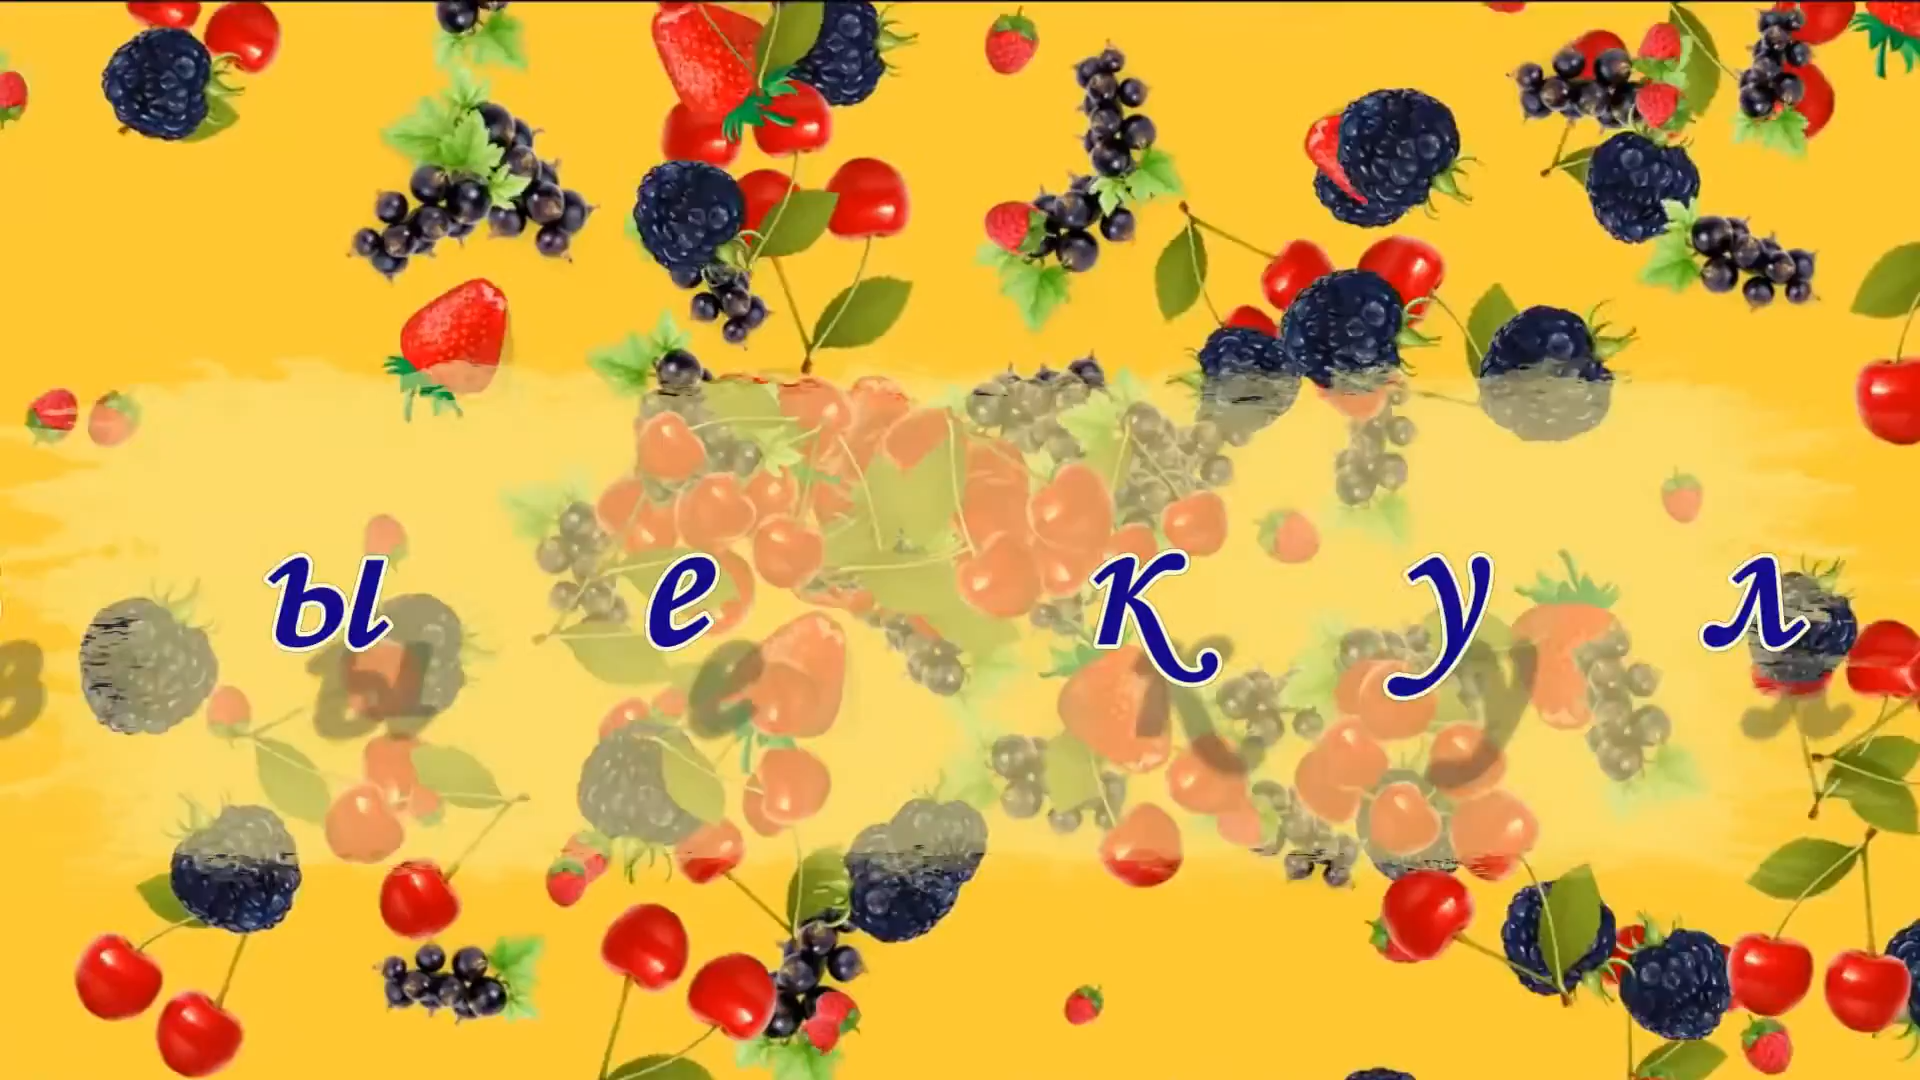 ы е к у л